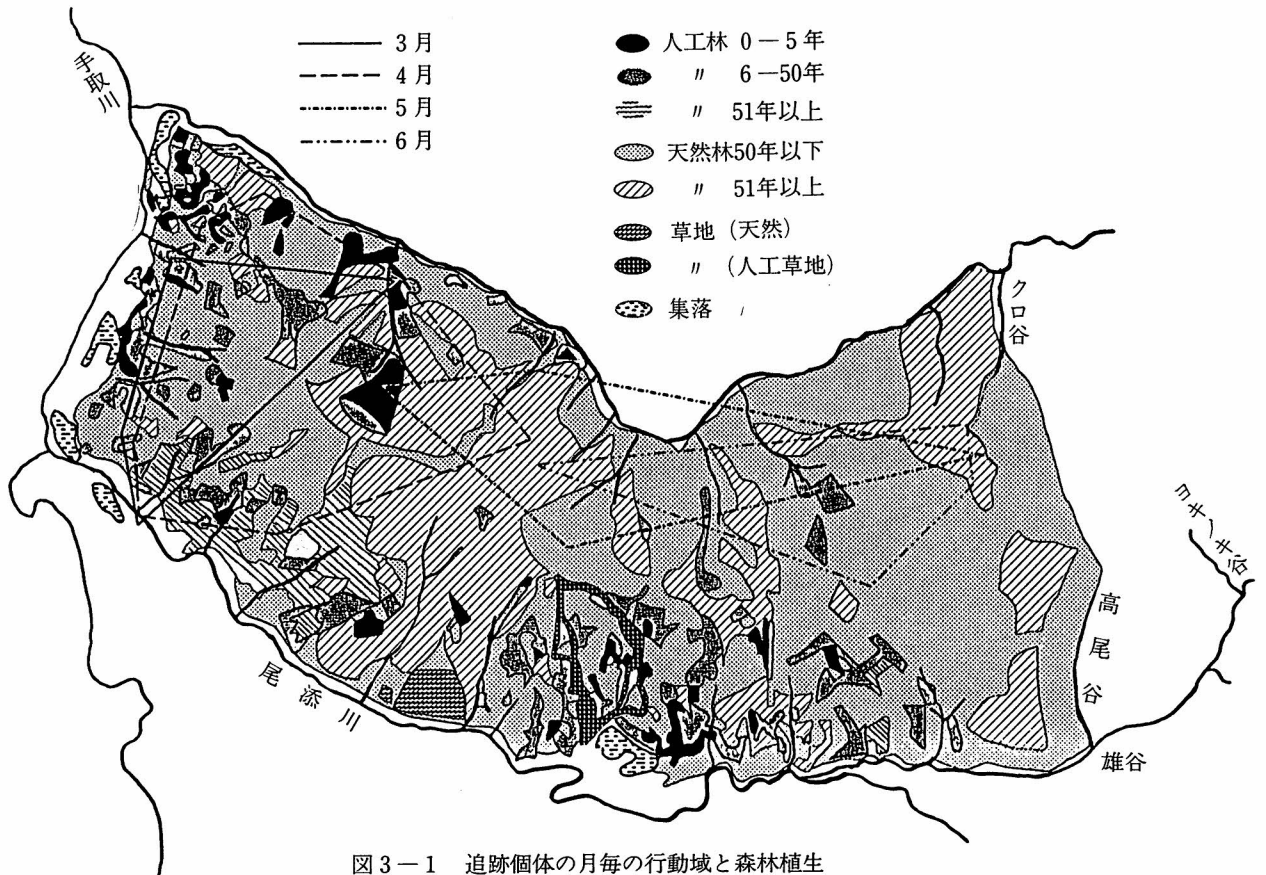 3月
4月
5月
6月
人工林 0－5年
〃 6－50年
〃 51年以上
天然林50年以下
〃 51年以上
草地 (天然)
〃 (人工草地)
集落
手取川
クロ谷
ヨキノキ谷
高尾谷
雄谷
尾添川
図3－1 追跡個体の月毎の行動域と森林植生